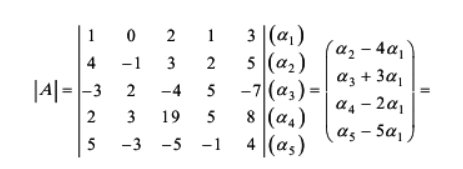 1 0 2 1 3 (α₁)
4 -1 3 2 5 (α₂) α₂ − 4α₁
|A| = -3 2 -4 5 -7 (α₃) = α₃ + 3α₁ =
2 3 19 5 8 (α₄) α₄ − 2α₁
5 -3 -5 -1 4 (α₅) α₅ − 5α₁